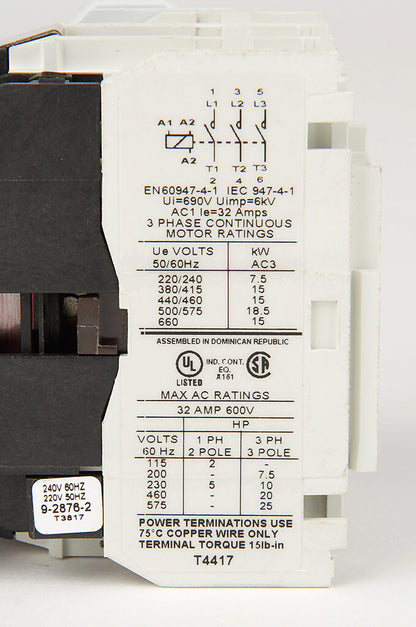 1 3 5
L1 L2 L3
A1 A2
A2
T1 T2 T3
2 4 6
EN60947-4-1 IEC 947-4-1
Ui=690V Uimp=6kV
AC1 Ie=32 Amps
3 PHASE CONTINUOUS
MOTOR RATINGS
Ue VOLTS kW
50/60Hz AC3
220/240 7.5
380/415 15
440/460 15
500/575 18.5
660 15
ASSEMBLED IN DOMINICAN REPUBLIC
UL IND. CONT. SA
EQ.
LISTED A161
MAX AC RATINGS
32 AMP 600V
HP
VOLTS 1 PH 3 PH
60 Hz 2 POLE 3 POLE
115 2 -
200 - 7.5
230 5 10
460 - 20
575 - 25
POWER TERMINATIONS USE
75°C COPPER WIRE ONLY
TERMINAL TORQUE 15lb-in
T4417
240V 60HZ
220V 50HZ
9-2876-2
T3817